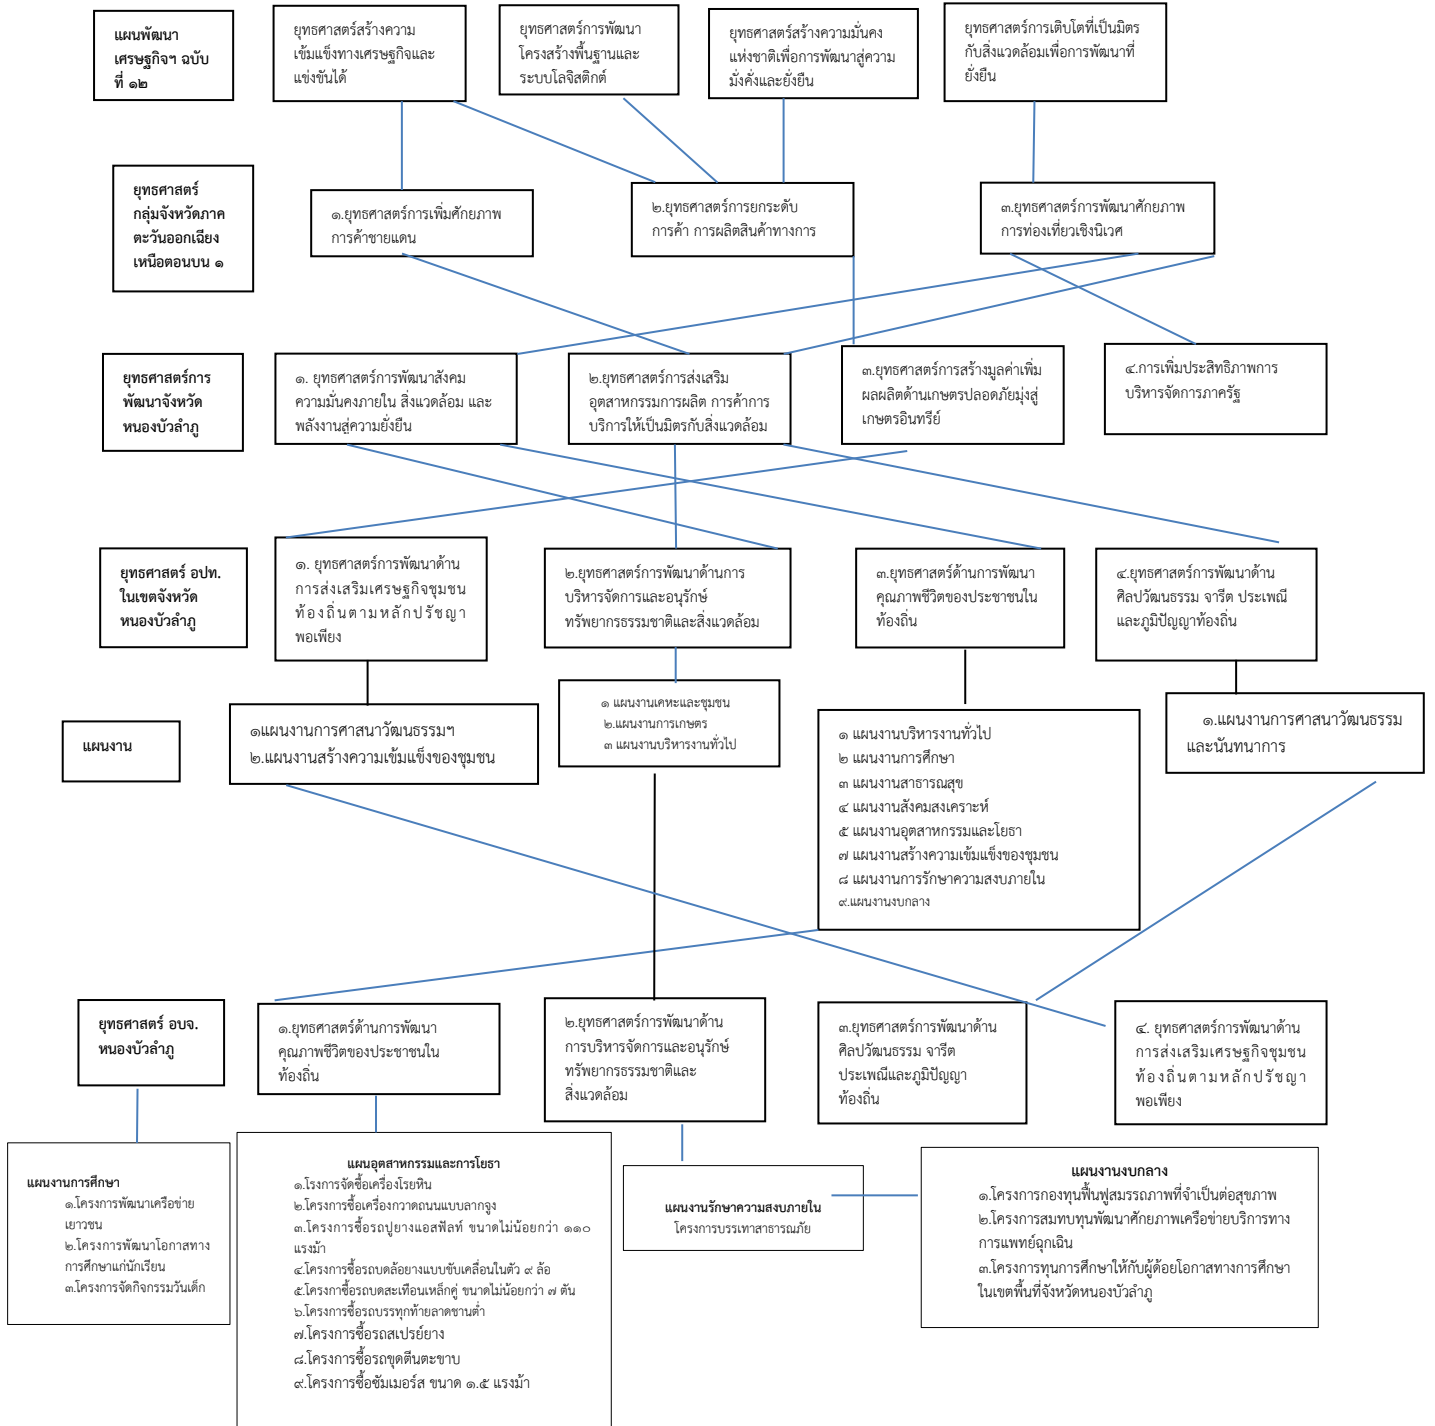 แผนพัฒนา
เศรษฐกิจฯ ฉบับ
ที่ ๑๒
ยุทธศาสตร์สร้างความ
เข้มแข็งทางเศรษฐกิจและ
แข่งขันได้
ยุทธศาสตร์การพัฒนา
โครงสร้างพื้นฐานและ
ระบบโลจิสติกต์
ยุทธศาสตร์สร้างความมั่นคง
แห่งชาติเพื่อการพัฒนาสู่ความ
มั่งคั่งและยั่งยืน
ยุทธศาสตร์การเติบโตที่เป็นมิตร
กับสิ่งแวดล้อมเพื่อการพัฒนาที่
ยั่งยืน
ยุทธศาสตร์
กลุ่มจังหวัดภาค
ตะวันออกเฉียง
เหนือตอนบน ๑
๑.ยุทธศาสตร์การเพิ่มศักยภาพ
การค้าชายแดน
๒.ยุทธศาสตร์การยกระดับ
การค้า การผลิตสินค้าทางการ
๓.ยุทธศาสตร์การพัฒนาศักยภาพ
การท่องเที่ยวเชิงนิเวศ
ยุทธศาสตร์การ
พัฒนาจังหวัด
หนองบัวลำภู
๑. ยุทธศาสตร์การพัฒนาสังคม
ความมั่นคงภายใน สิ่งแวดล้อม และ
พลังงานสู่ความยั่งยืน
๒.ยุทธศาสตร์การส่งเสริม
อุตสาหกรรมการผลิต การค้าการ
บริการให้เป็นมิตรกับสิ่งแวดล้อม
๓.ยุทธศาสตร์การสร้างมูลค่าเพิ่ม
ผลผลิตด้านเกษตรปลอดภัยมุ่งสู่
เกษตรอินทรีย์
๔.การเพิ่มประสิทธิภาพการ
บริหารจัดการภาครัฐ
ยุทธศาสตร์ อปท.
ในเขตจังหวัด
หนองบัวลำภู
๑. ยุทธศาสตร์การพัฒนาด้าน
การส่งเสริมเศรษฐกิจชุมชน
ท้องถิ่นตามหลักปรัชญา
พอเพียง
๒.ยุทธศาสตร์การพัฒนาด้านการ
บริหารจัดการและอนุรักษ์
ทรัพยากรธรรมชาติและสิ่งแวดล้อม
๓.ยุทธศาสตร์ด้านการพัฒนา
คุณภาพชีวิตของประชาชนใน
ท้องถิ่น
๔.ยุทธศาสตร์การพัฒนาด้าน
ศิลปวัฒนธรรม จารีต ประเพณี
และภูมิปัญญาท้องถิ่น
แผนงาน
๑แผนงานการศาสนาวัฒนธรรมฯ
๒.แผนงานสร้างความเข้มแข็งของชุมชน
๑ แผนงานเคหะและชุมชน
๒.แผนงานการเกษตร
๓ แผนงานบริหารงานทั่วไป
๑ แผนงานบริหารงานทั่วไป
๒ แผนงานการศึกษา
๓ แผนงานสาธารณสุข
๔ แผนงานสังคมสงเคราะห์
๕ แผนงานอุตสาหกรรมและโยธา
๗ แผนงานสร้างความเข้มแข็งของชุมชน
๘ แผนงานการรักษาความสงบภายใน
๙.แผนงานงบกลาง
๑.แผนงานการศาสนาวัฒนธรรม
และนันทนาการ
ยุทธศาสตร์ อบจ.
หนองบัวลำภู
๑.ยุทธศาสตร์ด้านการพัฒนา
คุณภาพชีวิตของประชาชนใน
ท้องถิ่น
๒.ยุทธศาสตร์การพัฒนาด้าน
การบริหารจัดการและอนุรักษ์
ทรัพยากรธรรมชาติและ
สิ่งแวดล้อม
๓.ยุทธศาสตร์การพัฒนาด้าน
ศิลปวัฒนธรรม จารีต
ประเพณีและภูมิปัญญา
ท้องถิ่น
๔. ยุทธศาสตร์การพัฒนาด้าน
การส่งเสริมเศรษฐกิจชุมชน
ท้องถิ่นตามหลักปรัชญา
พอเพียง
แผนงานการศึกษา
๑.โครงการพัฒนาเครือข่าย
เยาวชน
๒.โครงการพัฒนาโอกาสทาง
การศึกษาแก่นักเรียน
๓.โครงการจัดกิจกรรมวันเด็ก
แผนอุตสาหกรรมและการโยธา
๑.โรงการจัดซื้อเครื่องโรยหิน
๒.โครงการซื้อเครื่องกวาดถนนแบบลากจูง
๓.โครงการซื้อรถปูยางแอสฟัลท์ ขนาดไม่น้อยกว่า ๑๑๐
แรงม้า
๔.โครงการซื้อรถบดล้อยางแบบขับเคลื่อนในตัว ๙ ล้อ
๕.โครงกาซื้อรถบดสะเทือนเหล็กคู่ ขนาดไม่น้อยกว่า ๗ ตัน
๖.โครงการซื้อรถบรรทุกท้ายลาดชานต่ำ
๗.โครงการซื้อรถสเปรย์ยาง
๘.โครงการซื้อรถขุดตีนตะขาบ
๙.โครงการซื้อซัมเมอร์ส ขนาด ๑.๕ แรงม้า
แผนงานรักษาความสงบภายใน
โครงการบรรเทาสาธารณภัย
แผนงานงบกลาง
๑.โครงการกองทุนฟื้นฟูสมรรถภาพที่จำเป็นต่อสุขภาพ
๒.โครงการสมทบทุนพัฒนาศักยภาพเครือข่ายบริการทาง
การแพทย์ฉุกเฉิน
๓.โครงการทุนการศึกษาให้กับผู้ด้อยโอกาสทางการศึกษา
ในเขตพื้นที่จังหวัดหนองบัวลำภู